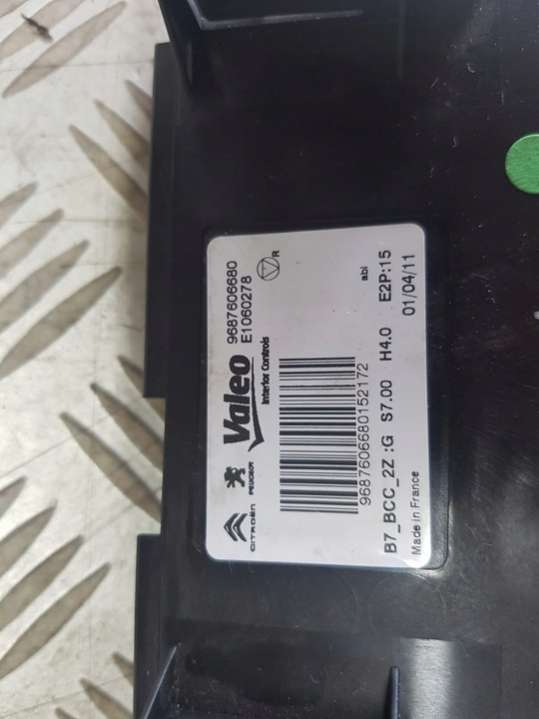 CITROËN
PEUGEOT
Valeo
Interior Controls
9687606680
E1060278
R
9687606680152172
abi
B7_BCC_2Z :G S7.00 H4.0 E2P:15
Made in France
01/04/11